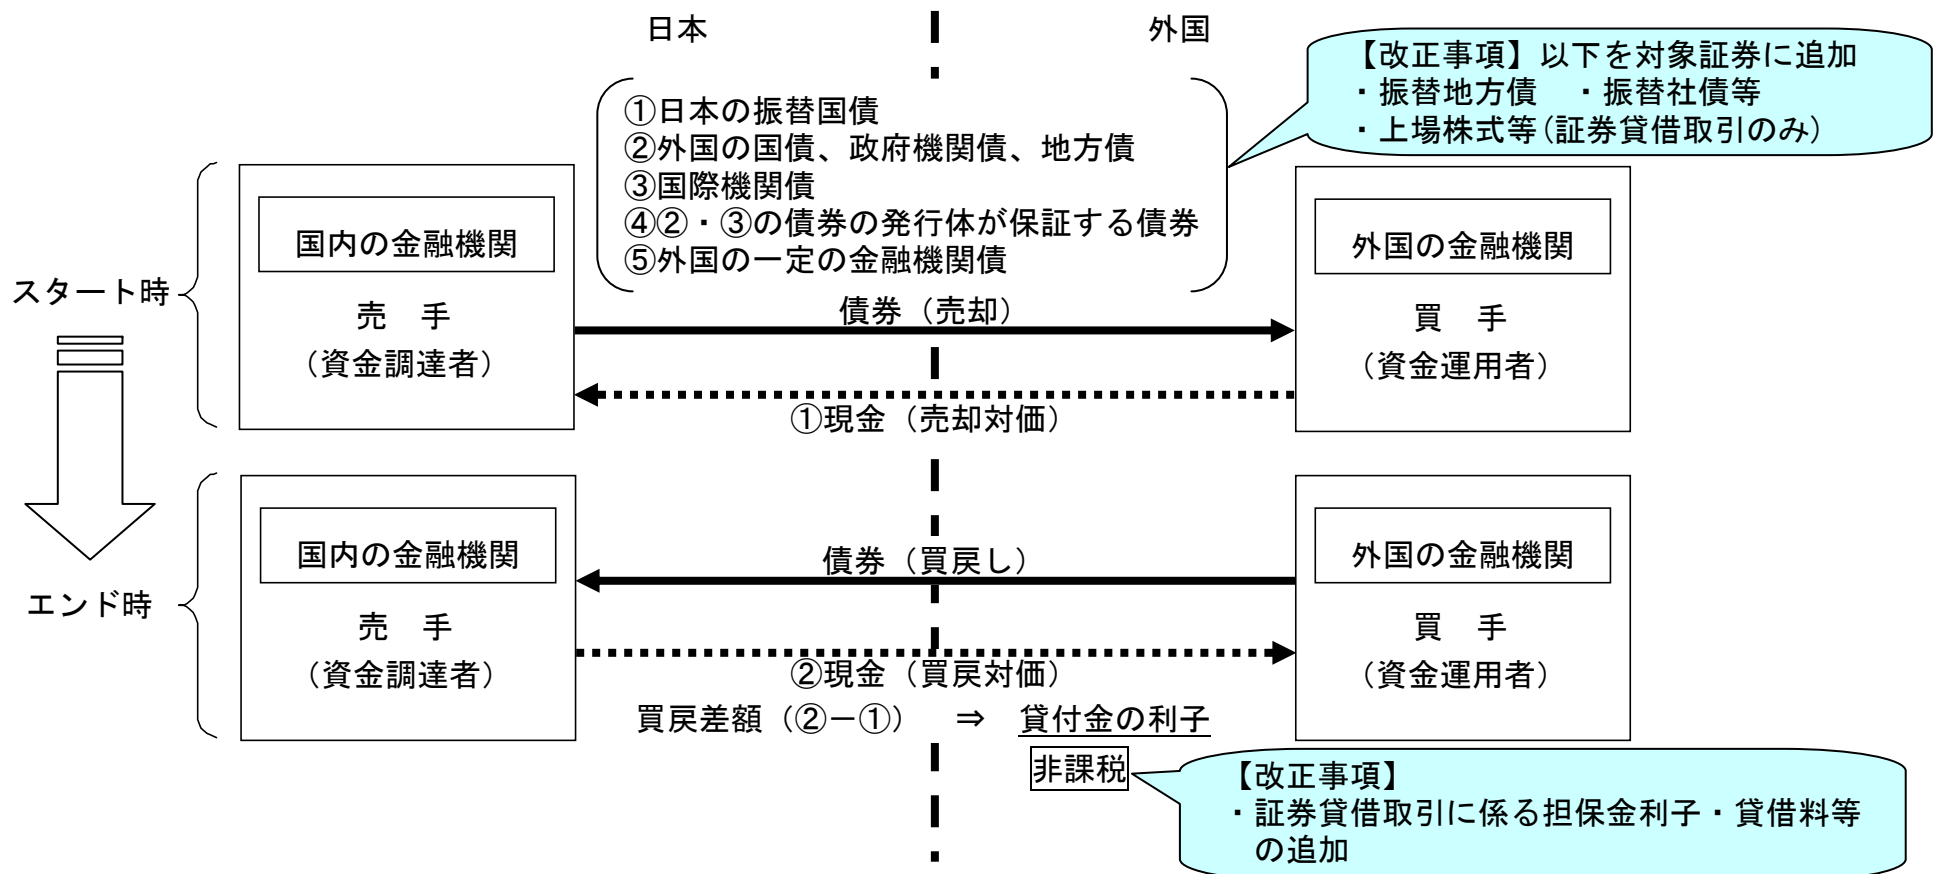 日本
外国
【改正事項】以下を対象証券に追加
・振替地方債　・振替社債等
・上場株式等(証券貸借取引のみ)
①日本の振替国債
②外国の国債、政府機関債、地方債
③国際機関債
④②・③の債券の発行体が保証する債券
⑤外国の一定の金融機関債
スタート時
国内の金融機関
売　手
（資金調達者）
債券（売却）
①現金（売却対価）
外国の金融機関
買　手
（資金運用者）
エンド時
国内の金融機関
売　手
（資金調達者）
債券（買戻し）
②現金（買戻対価）
外国の金融機関
買　手
（資金運用者）
買戻差額（②－①）　⇒　貸付金の利子
非課税
【改正事項】
・証券貸借取引に係る担保金利子・貸借料等
の追加